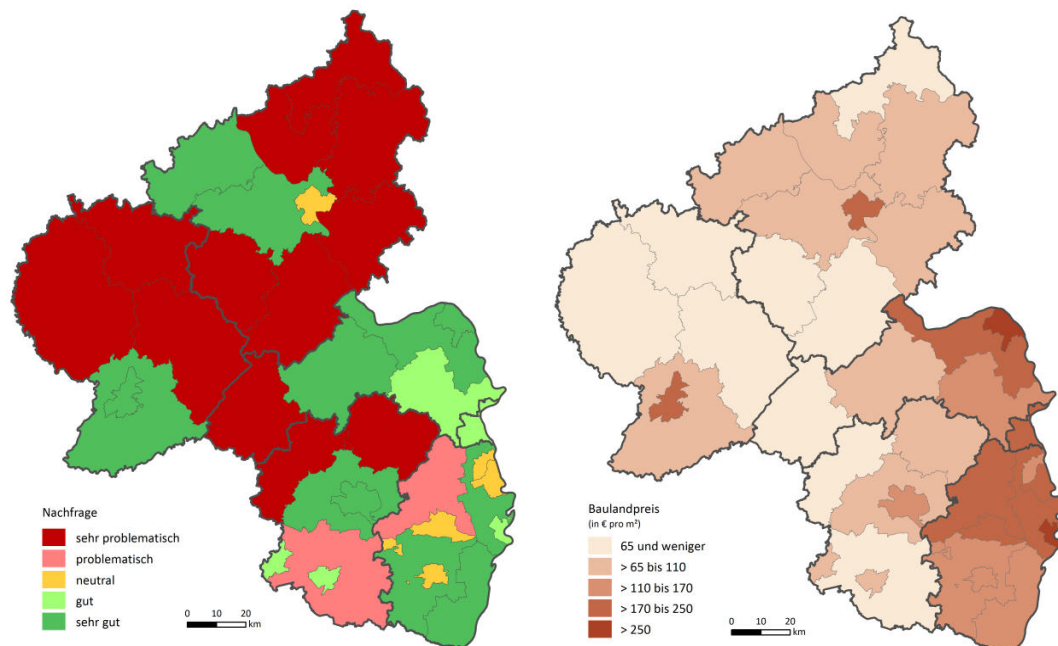 Nachfrage
sehr problematisch
problematisch
neutral
gut
sehr gut
0 10 20
km
Baulandpreis
(in € pro m²)
65 und weniger
> 65 bis 110
> 110 bis 170
> 170 bis 250
> 250
0 10 20
km